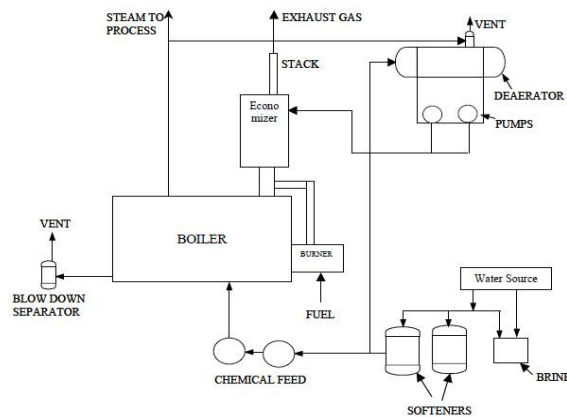 STEAM TO
PROCESS
EXHAUST GAS
VENT
STACK
DEAERATOR
Econo
mizer
PUMPS
VENT
BOILER
BURNER
BLOW DOWN
SEPARATOR
FUEL
Water Source
CHEMICAL FEED
BRINE
SOFTENERS